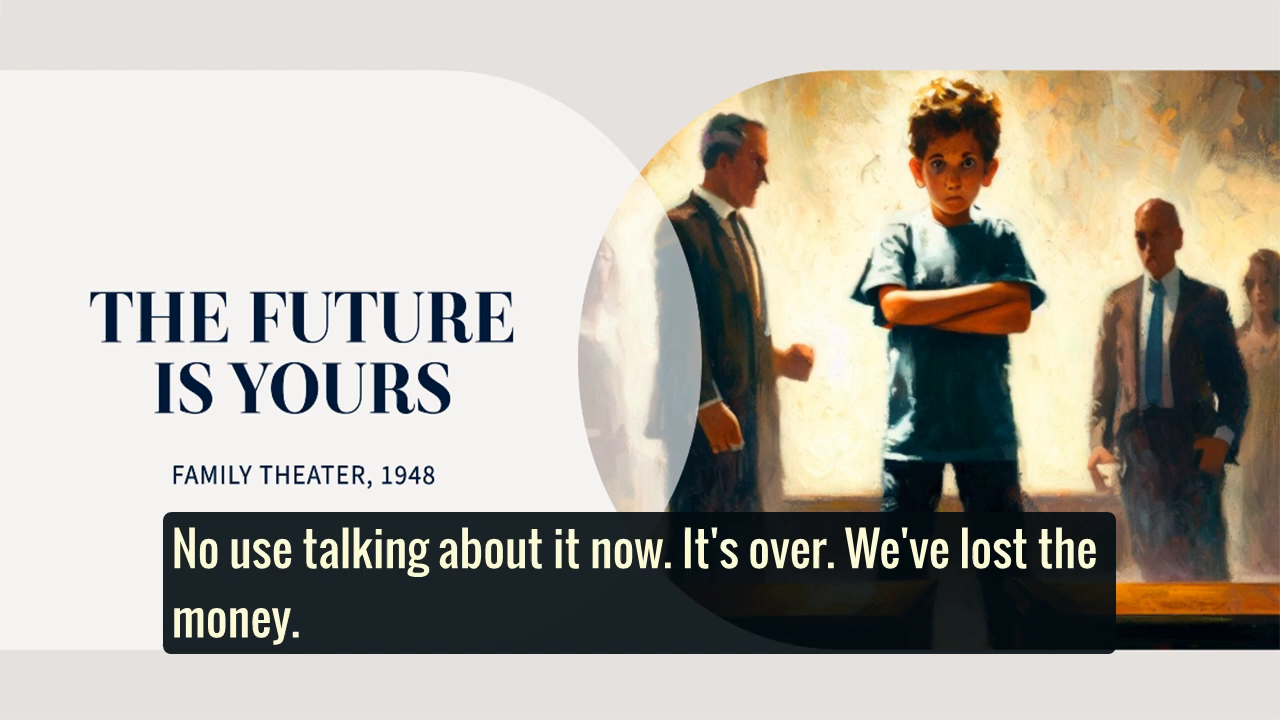 THE FUTURE
IS YOURS
FAMILY THEATER, 1948
No use talking about it now. It's over. We've lost the
money.